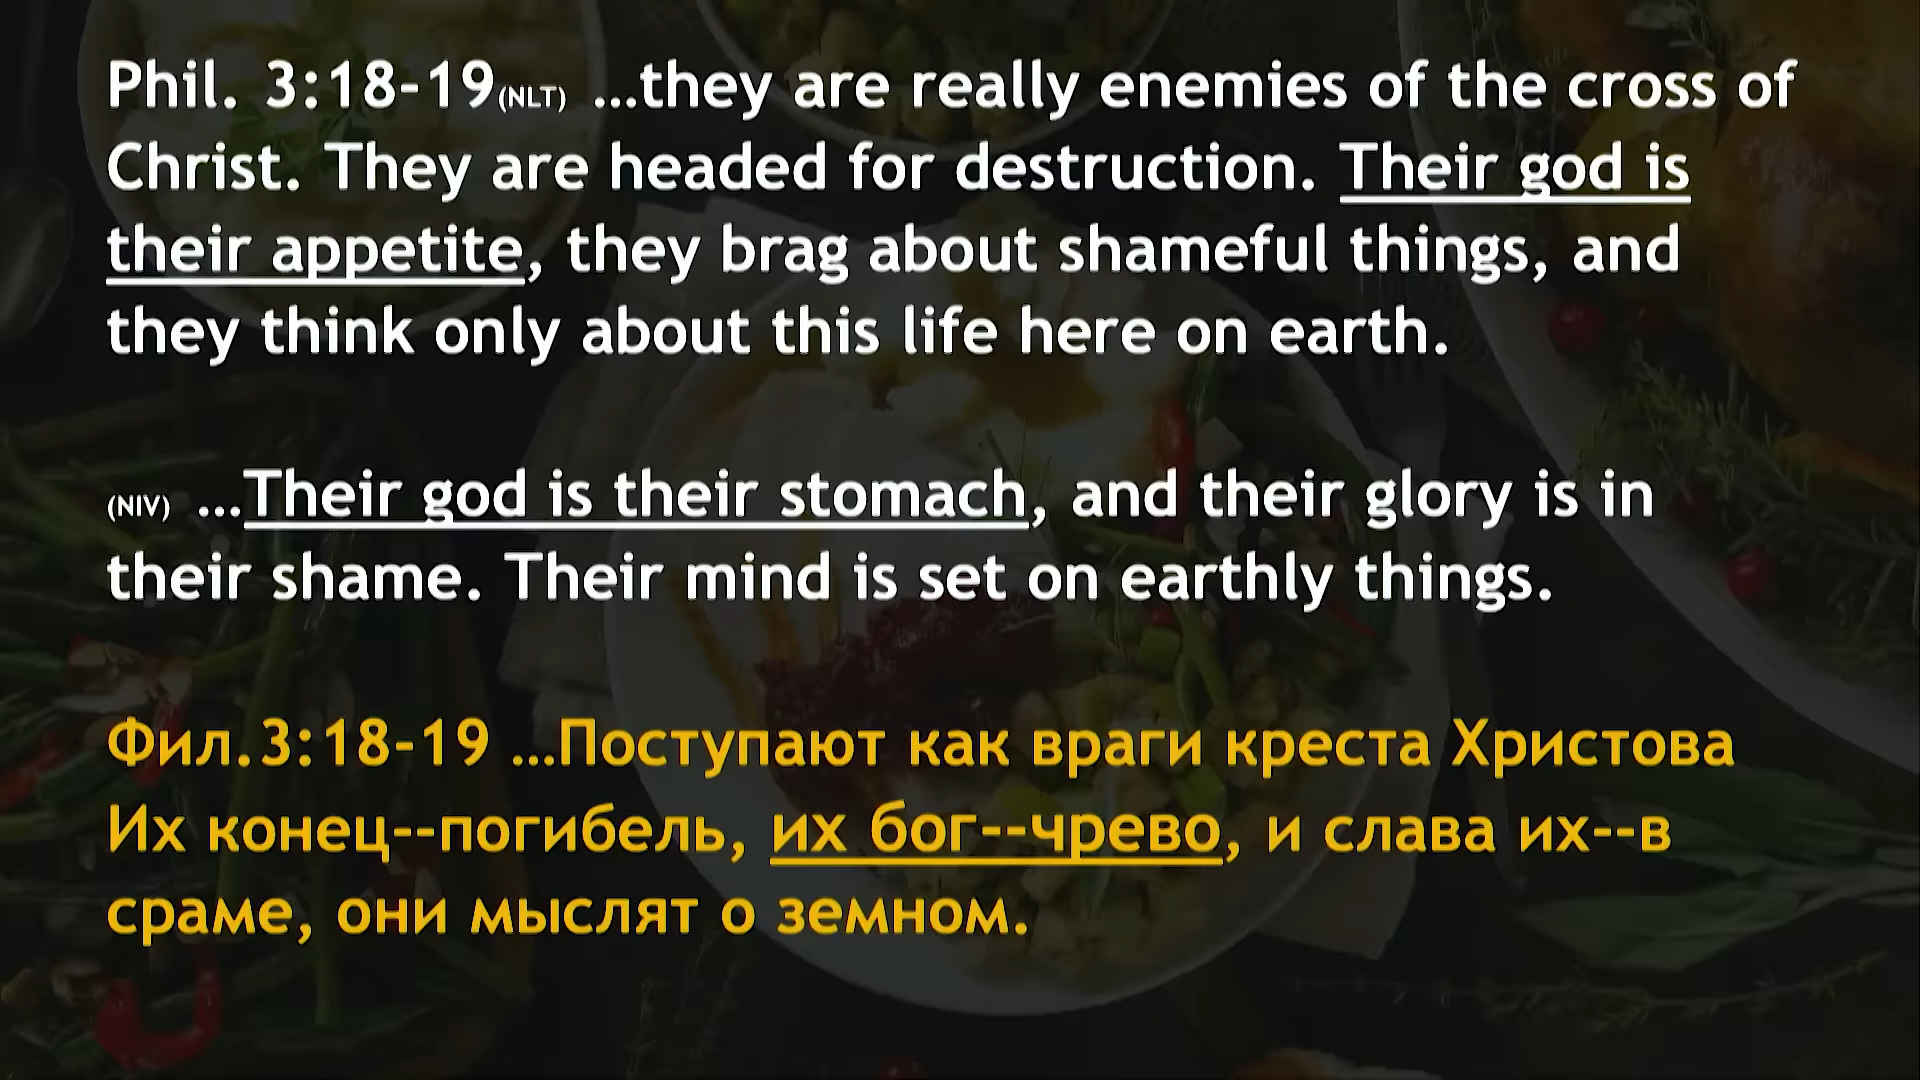 Phil. 3:18-19(NLT) ...they are really enemies of the cross of
Christ. They are headed for destruction. Their god is
their appetite, they brag about shameful things, and
they think only about this life here on earth.
(NIV) ...Their god is their stomach, and their glory is in
their shame. Their mind is set on earthly things.
Фил.3:18-19 ...Поступают как враги креста Христова
Их конец--погибель, их бог--чрево, и слава их--в
сраме, они мыслят о земном.